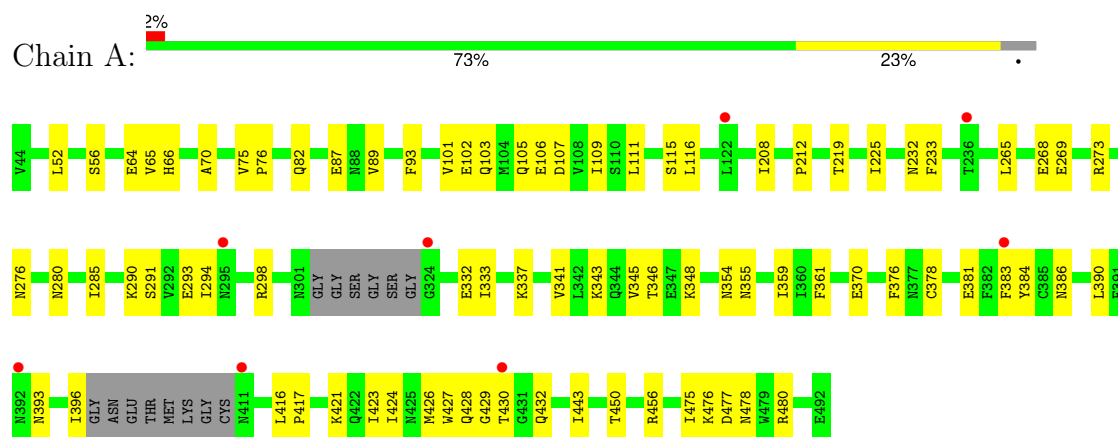 2%
Chain A:
73% 23% •
V44 L52 S56 E64 V65 H66 A70 V75 P76 Q82 E87 N88 V89 F93 V101 E102 Q103 M104 Q105 E106 D107 V108 I109 S110 L111 S115 L116 L122 I208 P212 T219 I225 N232 F233 T236 L265 E268 E269 R273
N276 N280 I285 K290 S291 V292 E293 I294 N295 R298 N301 GLY GLY SER GLY SER GLY G324 E332 I333 K337 V341 L342 K343 Q344 V345 T346 E347 K348 N354 N355 I359 I360 F361 E370 F376 N377 C378 E381 F382 F383 Y384 C385 N386 L390
N392 N393 I396 GLY ASN GLU THR MET LYS GLY CYS N411 L416 P417 K421 Q422 I423 I424 N425 M426 W427 Q428 G429 T430 G431 Q432 I443 T450 R456 I475 K476 D477 N478 W479 R480 E492